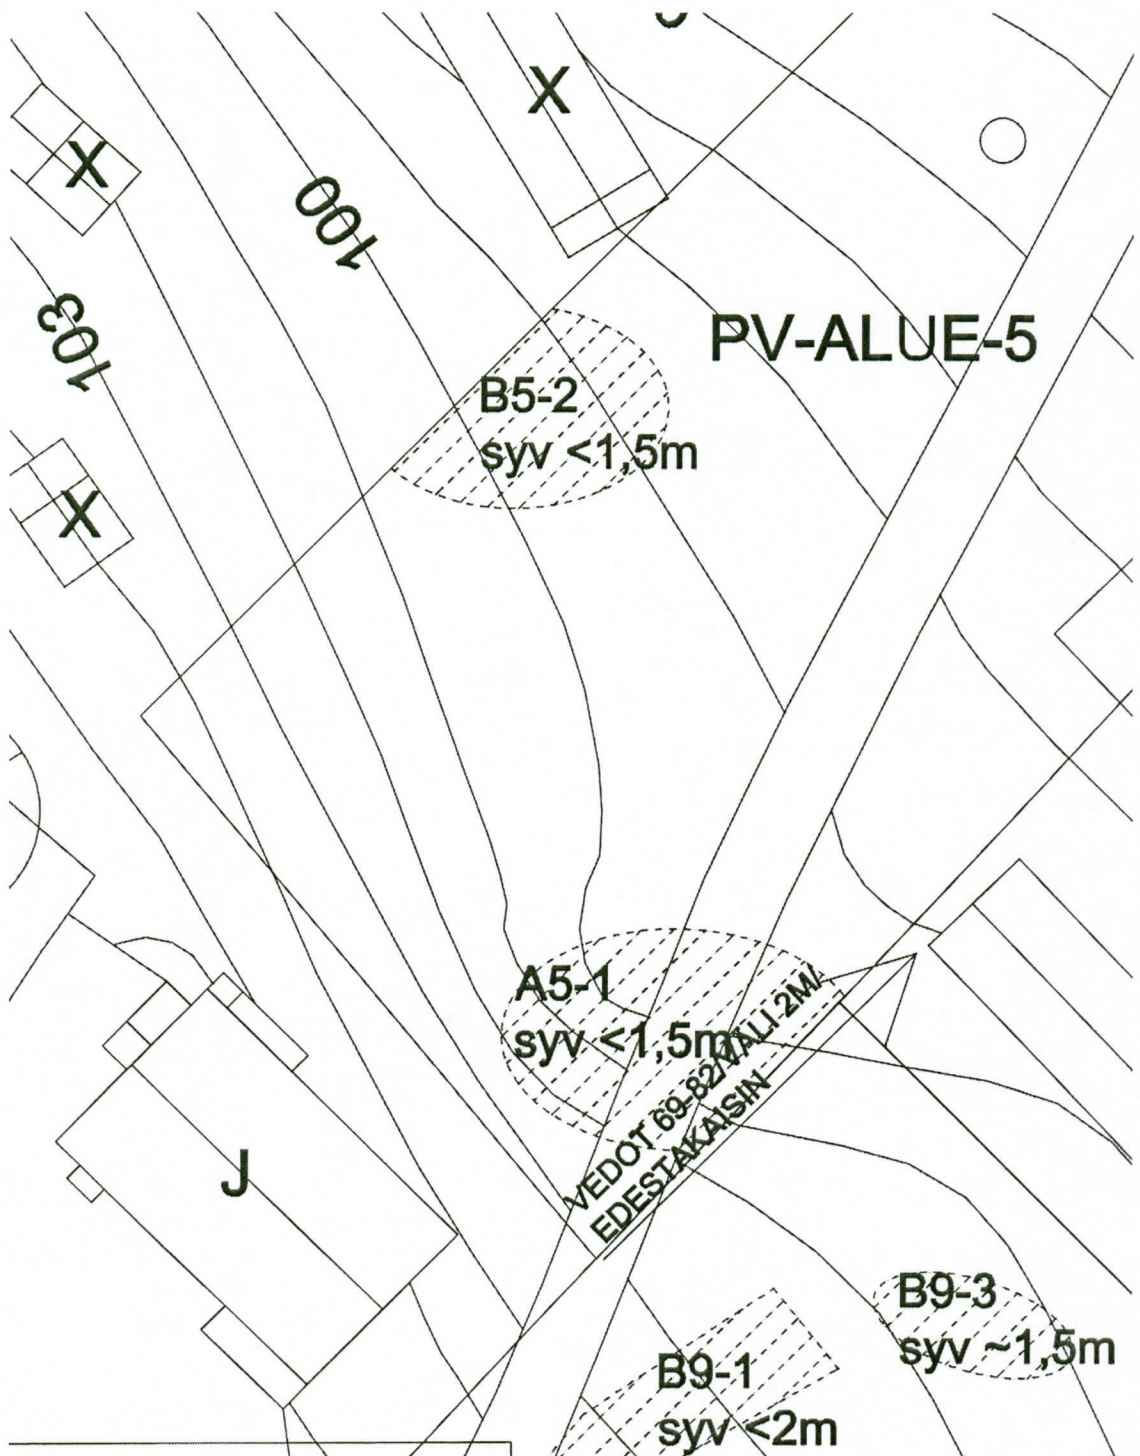 X
X
100
103
PV-ALUE-5
B5-2
syv <1,5m
X
A5-1
syv <1,5m
VEDOT 69-82/VALI 2M/
EDESTAKAISIN
J
B9-3
syv ~1,5m
B9-1
syv <2m